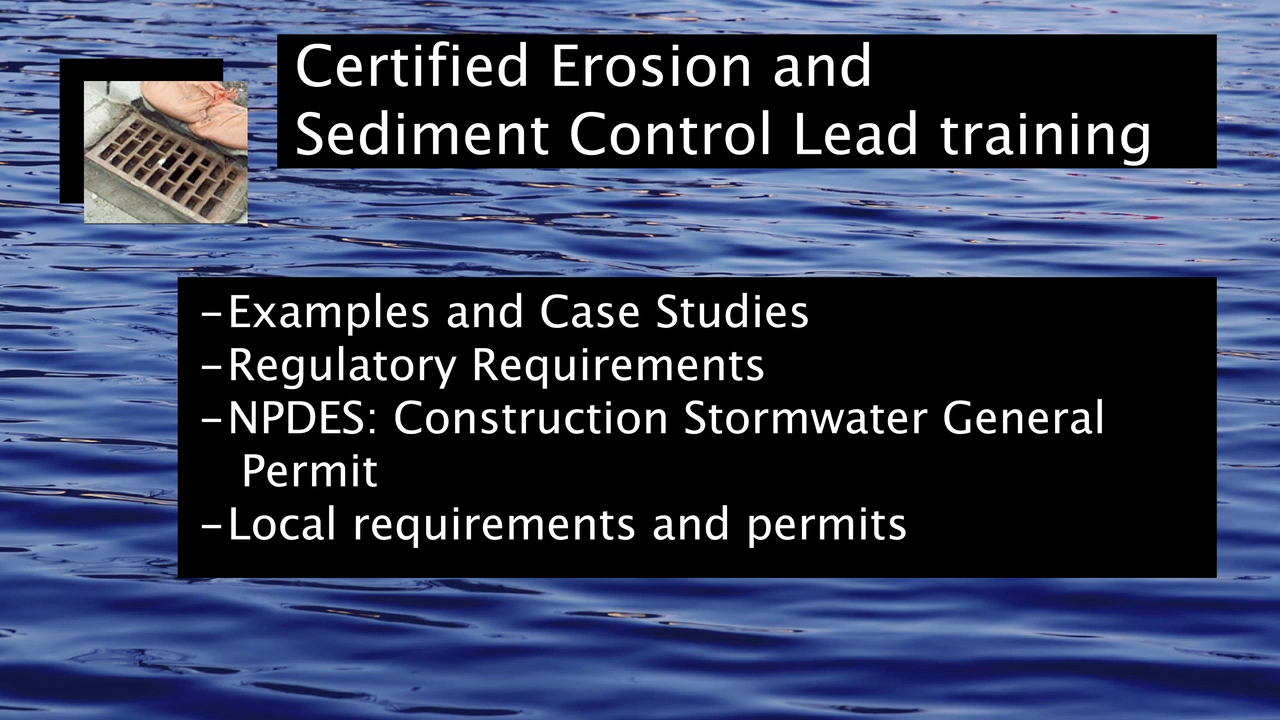 Certified Erosion and
Sediment Control Lead training
–Examples and Case Studies
–Regulatory Requirements
–NPDES: Construction Stormwater General
Permit
–Local requirements and permits